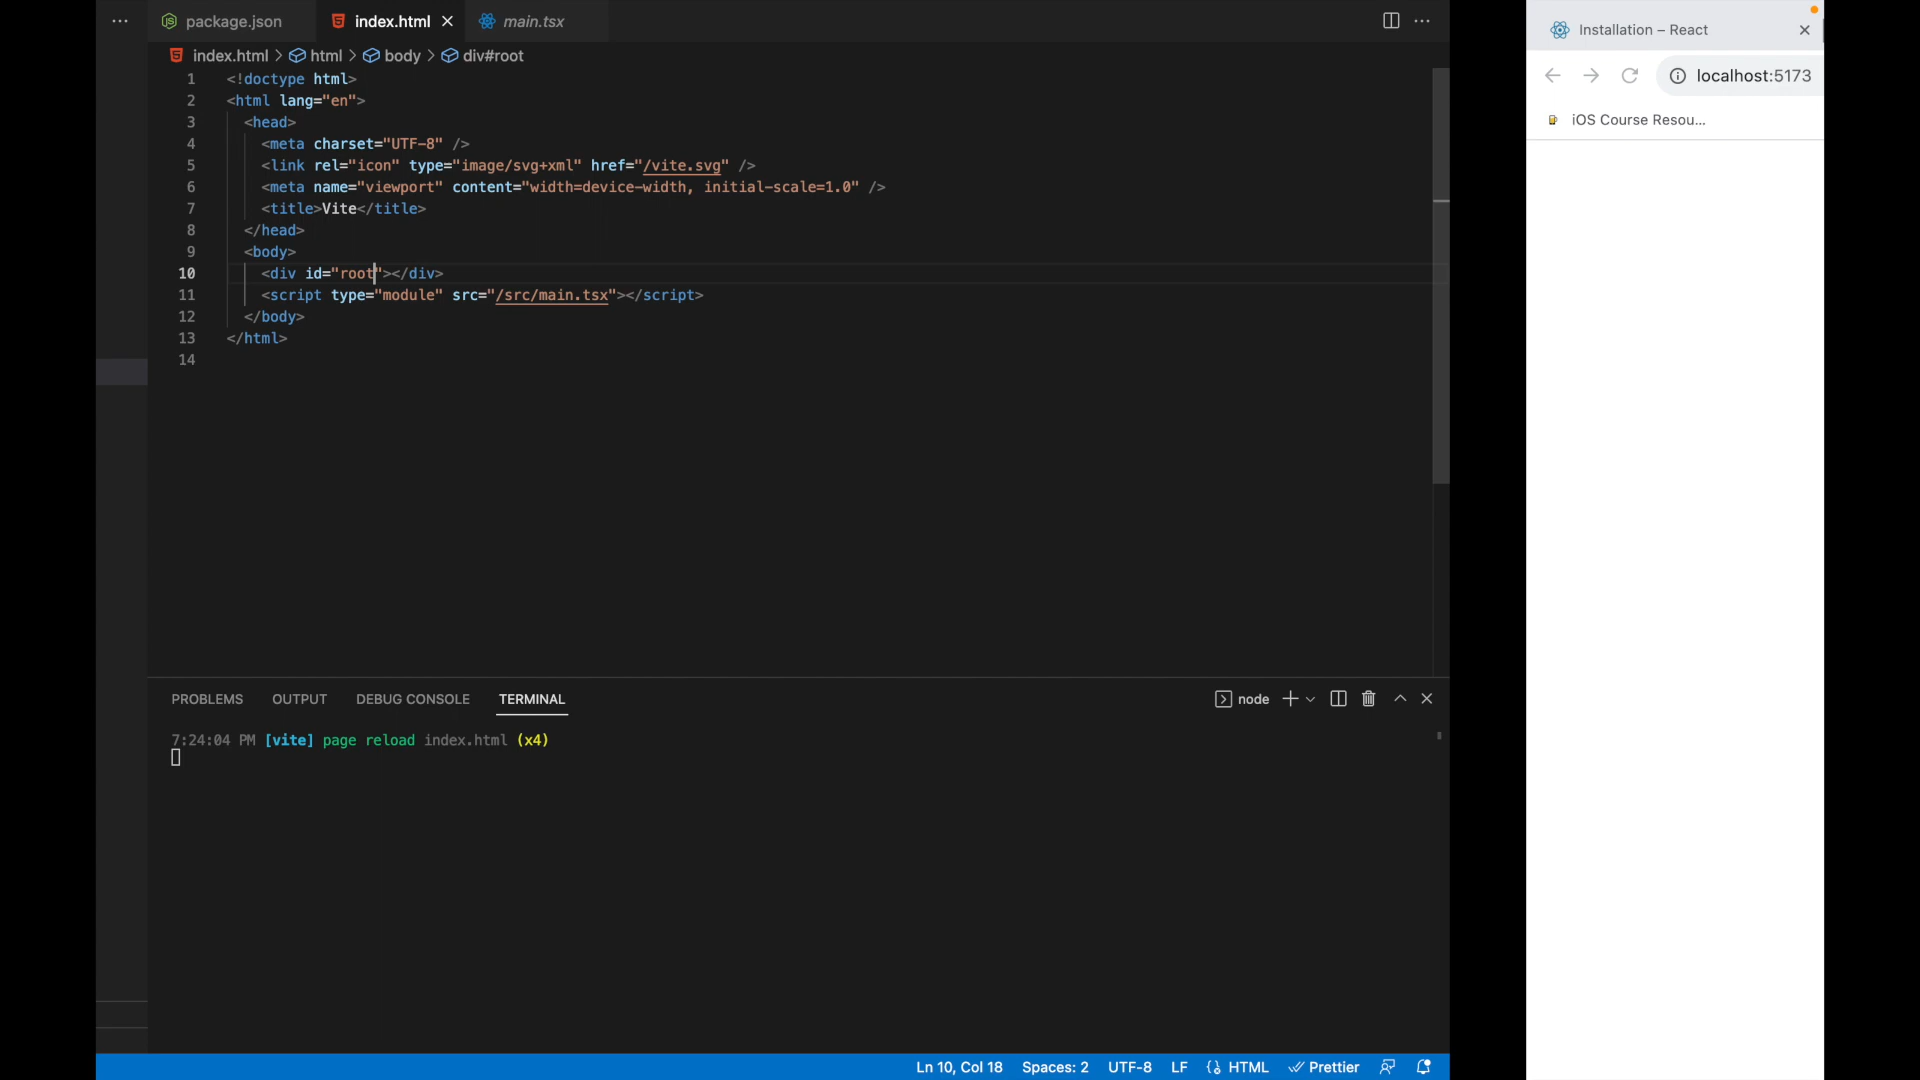 package.json index.html main.tsx
index.html > html > body > div#root
1 <!doctype html>
2 <html lang="en">
3 <head>
4 <meta charset="UTF-8" />
5 <link rel="icon" type="image/svg+xml" href="/vite.svg" />
6 <meta name="viewport" content="width=device-width, initial-scale=1.0" />
7 <title>Vite</title>
8 </head>
9 <body>
10 <div id="root"></div>
11 <script type="module" src="/src/main.tsx"></script>
12 </body>
13 </html>
14
PROBLEMS OUTPUT DEBUG CONSOLE TERMINAL node
7:24:04 PM [vite] page reload index.html (x4)
Ln 10, Col 18 Spaces: 2 UTF-8 LF HTML Prettier
Installation – React
localhost:5173
iOS Course Resou...